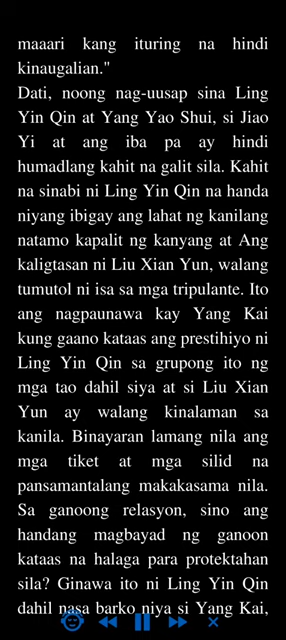 maaari kang ituring na hindi
kinaugalian."
Dati, noong nag-uusap sina Ling
Yin Qin at Yang Yao Shui, si Jiao
Yi at ang iba pa ay hindi
humadlang kahit na galit sila. Kahit
na sinabi ni Ling Yin Qin na handa
niyang ibigay ang lahat ng kanilang
natamo kapalit ng kanyang at Ang
kaligtasan ni Liu Xian Yun, walang
tumutol ni isa sa mga tripulante. Ito
ang nagpaunawa kay Yang Kai
kung gaano kataas ang prestihiyo ni
Ling Yin Qin sa grupong ito ng
mga tao dahil siya at si Liu Xian
Yun ay walang kinalaman sa
kanila. Binayaran lamang nila ang
mga tiket at mga silid na
pansamantalang makakasama nila.
Sa ganoong relasyon, sino ang
handang magbayad ng ganoon
kataas na halaga para protektahan
sila? Ginawa ito ni Ling Yin Qin
dahil nasa barko niya si Yang Kai,